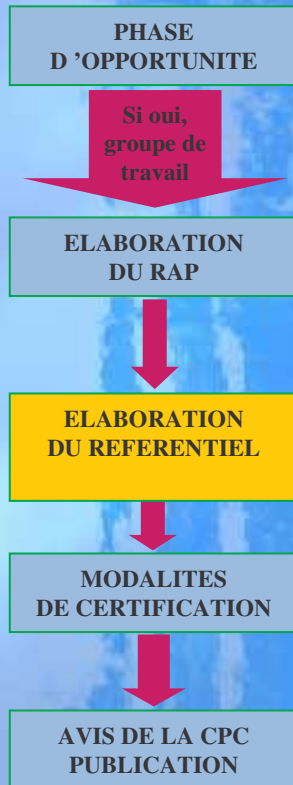 PHASE
D ’OPPORTUNITE
Si oui,
groupe de
travail
ELABORATION
DU RAP
ELABORATION
DU REFERENTIEL
MODALITES
DE CERTIFICATION
AVIS DE LA CPC
PUBLICATION